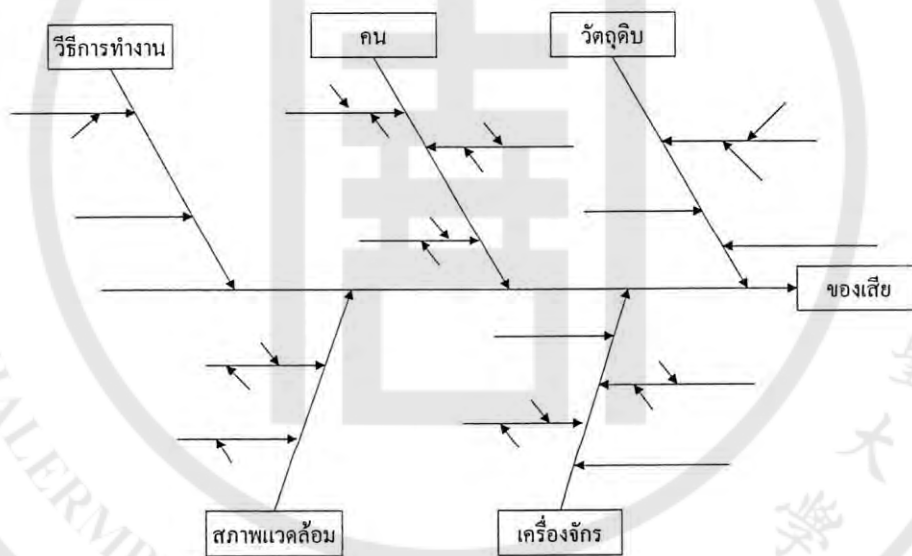 วีธีการทำงาน
คน
วัตถุดิบ
ของเสีย
สภาพแวดล้อม
เครื่องจักร
大
學